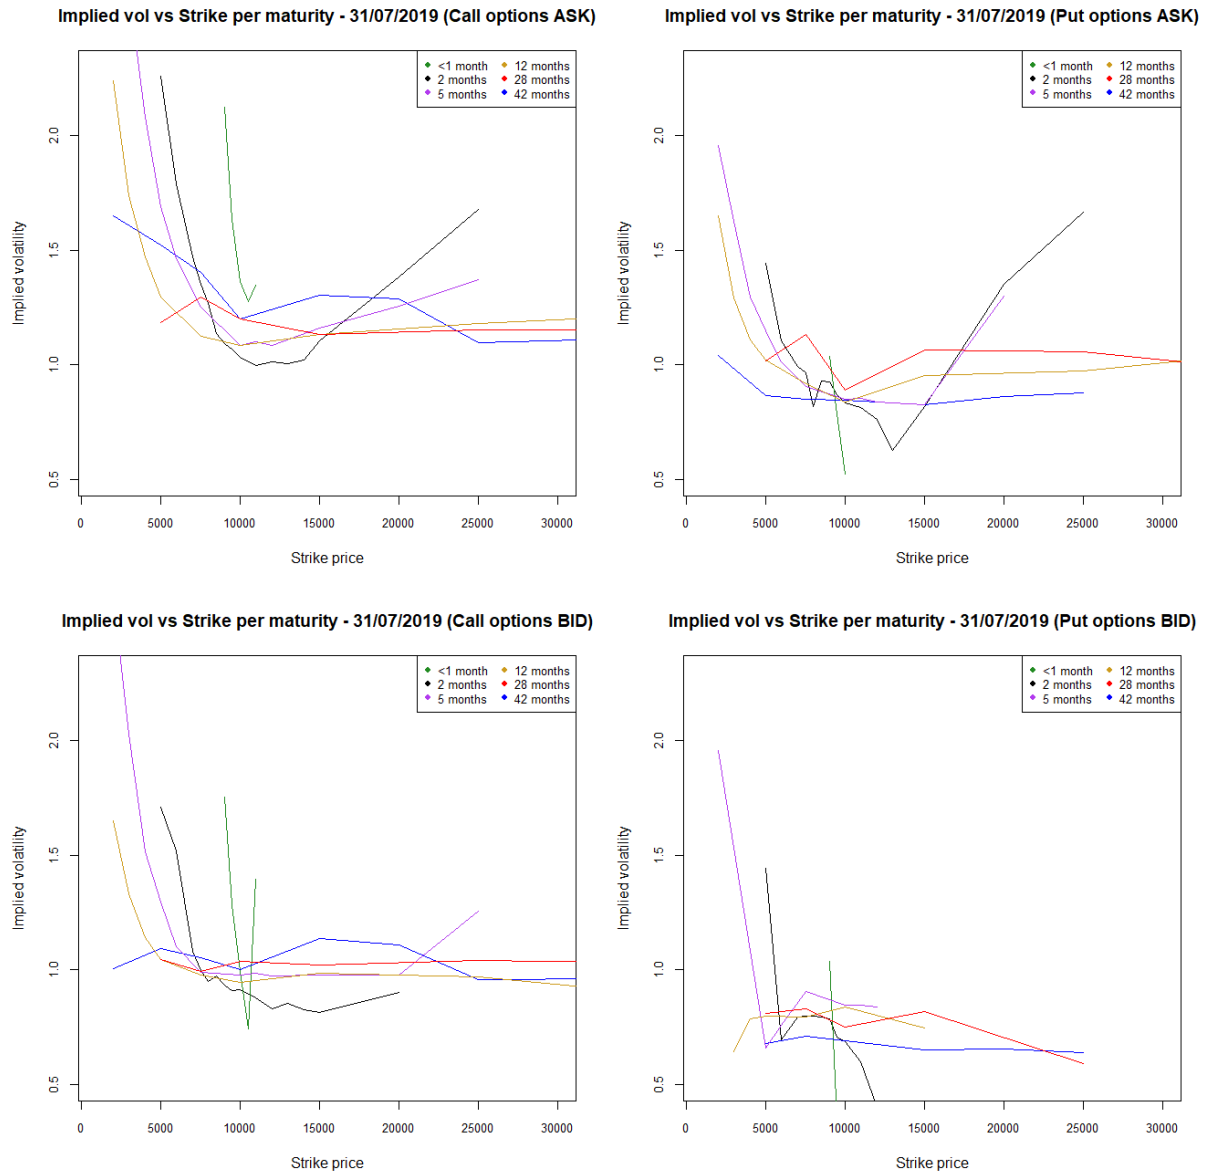 Implied vol vs Strike per maturity - 31/07/2019 (Call options ASK)
<1 month 12 months
2 months 28 months
5 months 42 months
2.0
1.5
1.0
0.5
Implied volatility
0 5000 10000 15000 20000 25000 30000
Strike price
Implied vol vs Strike per maturity - 31/07/2019 (Put options ASK)
<1 month 12 months
2 months 28 months
5 months 42 months
2.0
1.5
1.0
0.5
Implied volatility
0 5000 10000 15000 20000 25000 30000
Strike price
Implied vol vs Strike per maturity - 31/07/2019 (Call options BID)
<1 month 12 months
2 months 28 months
5 months 42 months
2.0
1.5
1.0
0.5
Implied volatility
0 5000 10000 15000 20000 25000 30000
Strike price
Implied vol vs Strike per maturity - 31/07/2019 (Put options BID)
<1 month 12 months
2 months 28 months
5 months 42 months
2.0
1.5
1.0
0.5
Implied volatility
0 5000 10000 15000 20000 25000 30000
Strike price